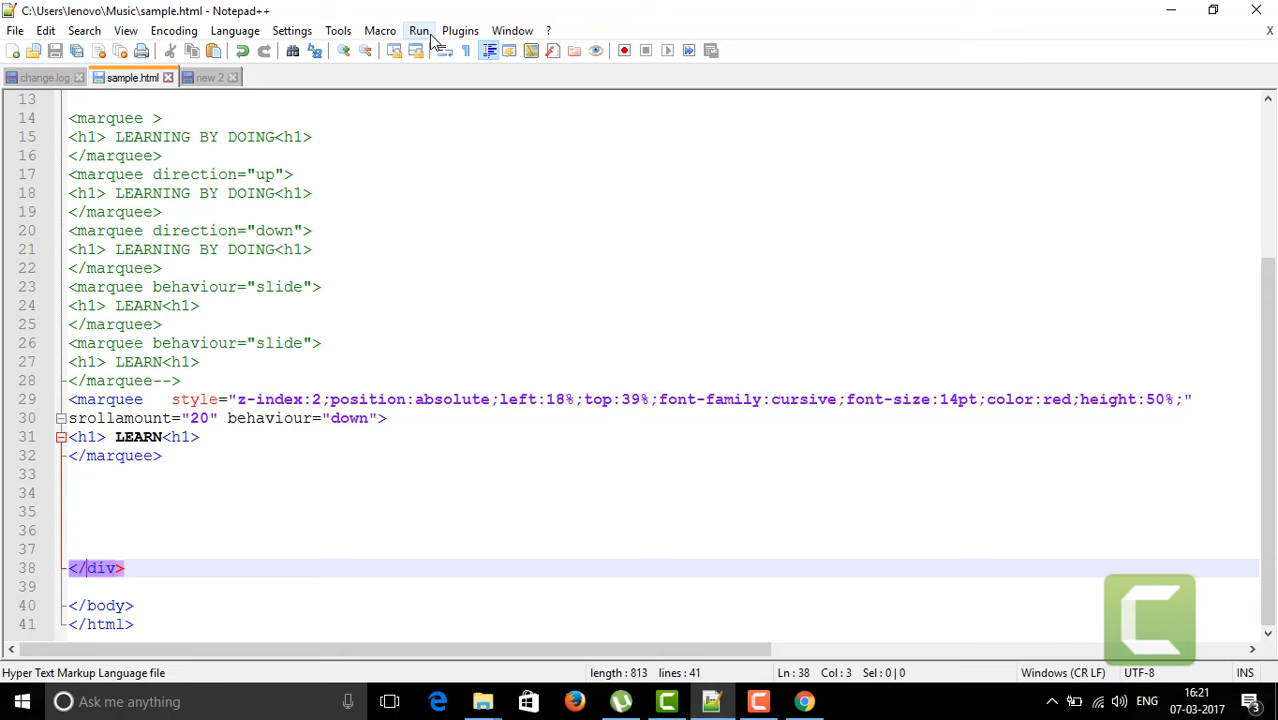 C:\Users\lenovo\Music\sample.html - Notepad++
File Edit Search View Encoding Language Settings Tools Macro Run Plugins Window ? X
change.log sample.html new 2
13
14 <marquee >
15 <h1> LEARNING BY DOING<h1>
16 </marquee>
17 <marquee direction="up">
18 <h1> LEARNING BY DOING<h1>
19 </marquee>
20 <marquee direction="down">
21 <h1> LEARNING BY DOING<h1>
22 </marquee>
23 <marquee behaviour="slide">
24 <h1> LEARN<h1>
25 </marquee>
26 <marquee behaviour="slide">
27 <h1> LEARN<h1>
28 </marquee-->
29 <marquee   style="z-index:2;position:absolute;left:18%;top:39%;font-family:cursive;font-size:14pt;color:red;height:50%;"
30 srollamount="20" behaviour="down">
31 <h1> LEARN<h1>
32 </marquee>
33
34
35
36
37
38 </div>
39
40 </body>
41 </html>
Hyper Text Markup Language file length : 813 lines : 41 Ln : 38 Col : 3 Sel : 0 | 0 Windows (CR LF) UTF-8 INS
Ask me anything ENG 16:21
07-03-2017 3